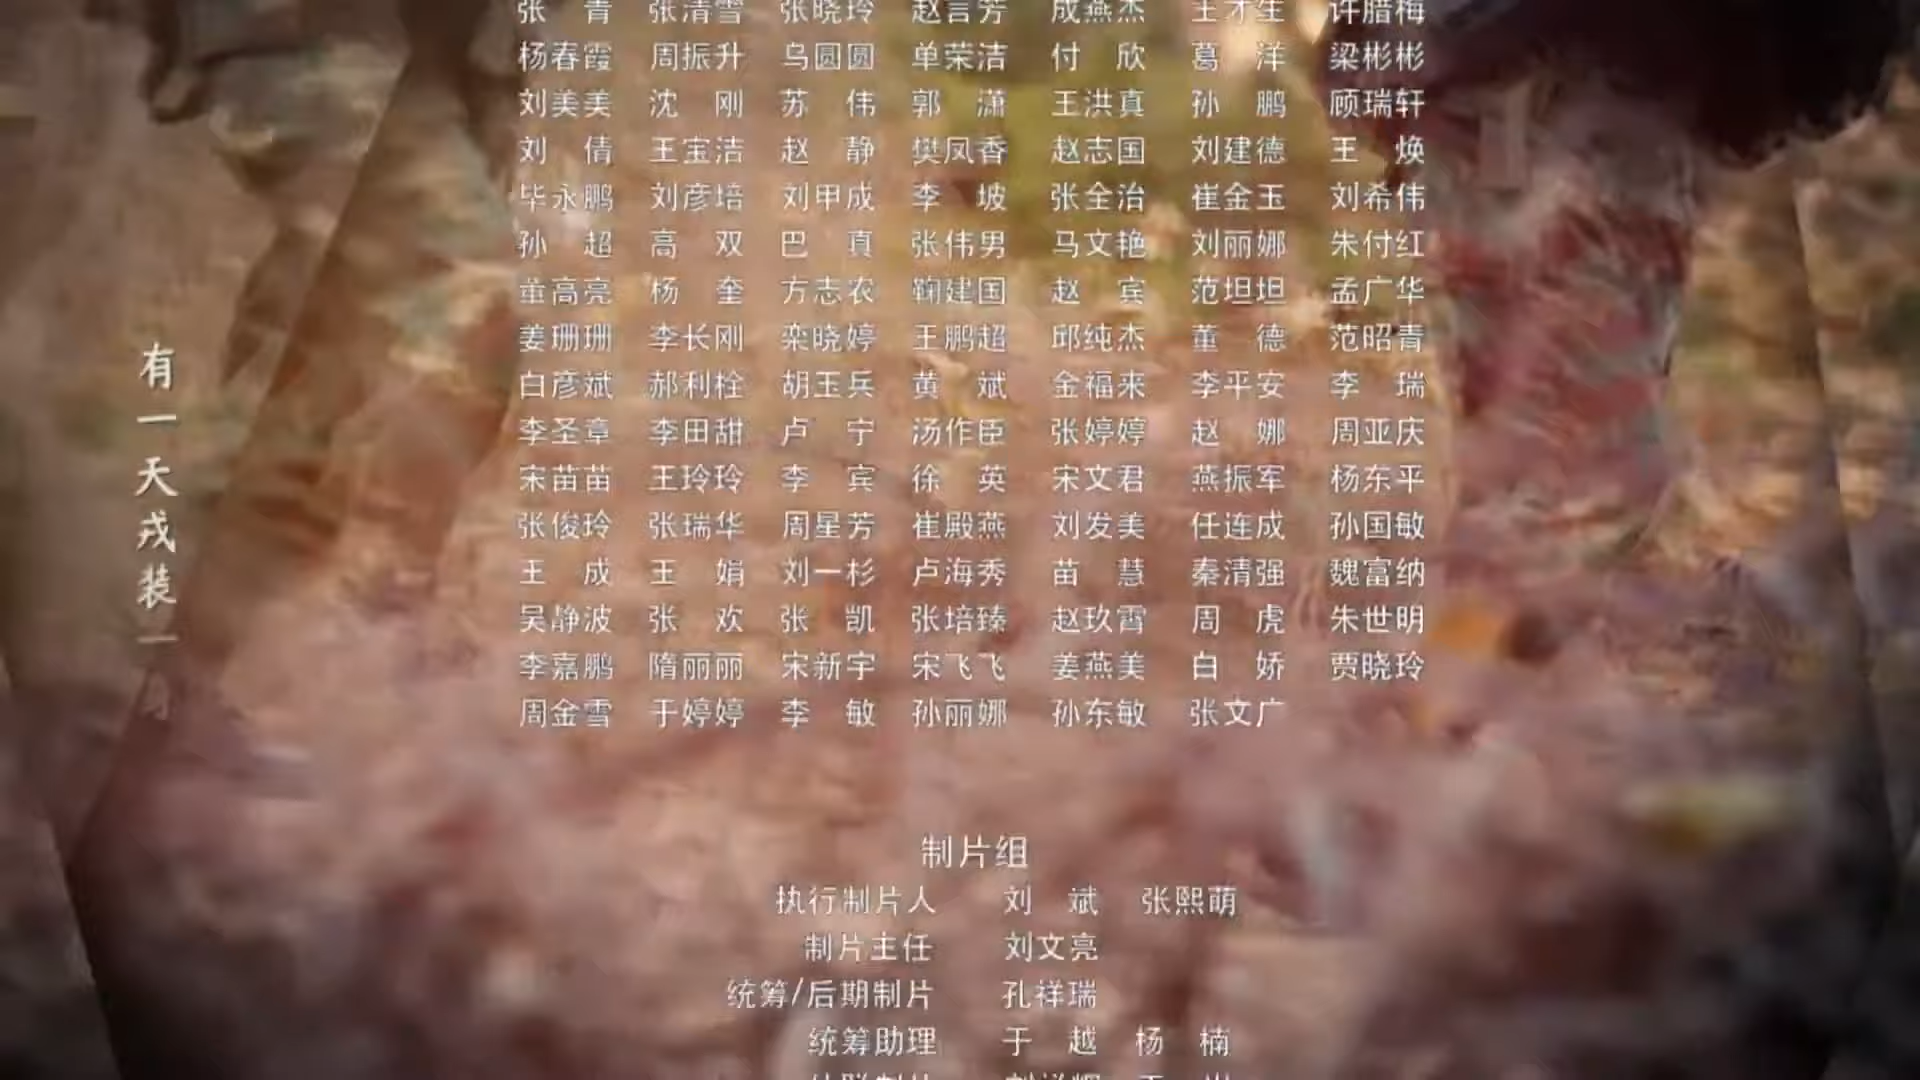 张　青　张清雪　张晓玲　赵言芳　成燕杰　王才生　许腊梅
杨春霞　周振升　乌圆圆　单荣洁　付　欣　葛　洋　梁彬彬
刘美美　沈　刚　苏　伟　郭　潇　王洪真　孙　鹏　顾瑞轩
刘　倩　王宝洁　赵　静　樊凤香　赵志国　刘建德　王　焕
毕永鹏　刘彦培　刘甲成　李　坡　张全治　崔金玉　刘希伟
孙　超　高　双　巴　真　张伟男　马文艳　刘丽娜　朱付红
董高亮　杨　奎　方志农　鞠建国　赵　宾　范坦坦　孟广华
姜珊珊　李长刚　栾晓婷　王鹏超　邱纯杰　董　德　范昭青
白彦斌　郝利栓　胡玉兵　黄　斌　金福来　李平安　李　瑞
李圣章　李田甜　卢　宁　汤作臣　张婷婷　赵　娜　周亚庆
宋苗苗　王玲玲　李　宾　徐　英　宋文君　燕振军　杨东平
张俊玲　张瑞华　周星芳　崔殿燕　刘发美　任连成　孙国敏
王　成　王　娟　刘一杉　卢海秀　苗　慧　秦清强　魏富纳
吴静波　张　欢　张　凯　张培臻　赵玖霄　周　虎　朱世明
李嘉鹏　隋丽丽　宋新宇　宋飞飞　姜燕美　白　娇　贾晓玲
周金雪　于婷婷　李　敏　孙丽娜　孙东敏　张文广
有一天戎装一身
制片组
执行制片人　刘　斌　张熙萌
制片主任　刘文亮
统筹/后期制片　孔祥瑞
统筹助理　于　越　杨　楠